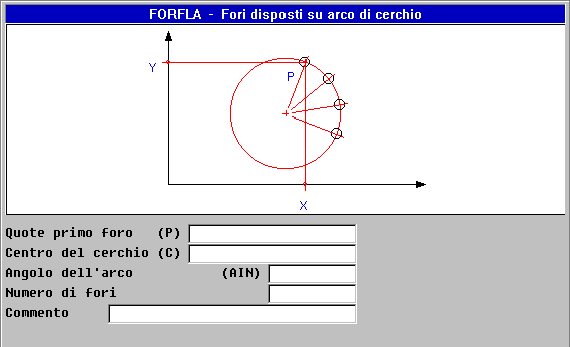 FORFLA - Fori disposti su arco di cerchio
Y
P
X
Quote primo foro (P)
Centro del cerchio (C)
Angolo dell'arco (AIN)
Numero di fori
Commento